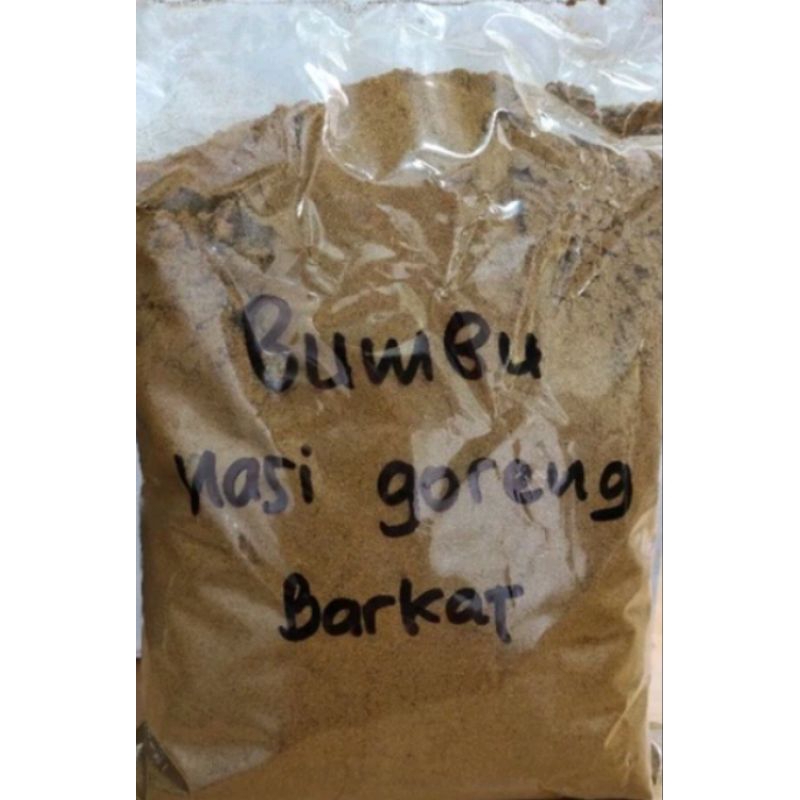 Bumbu
nasi goreng
Barkat